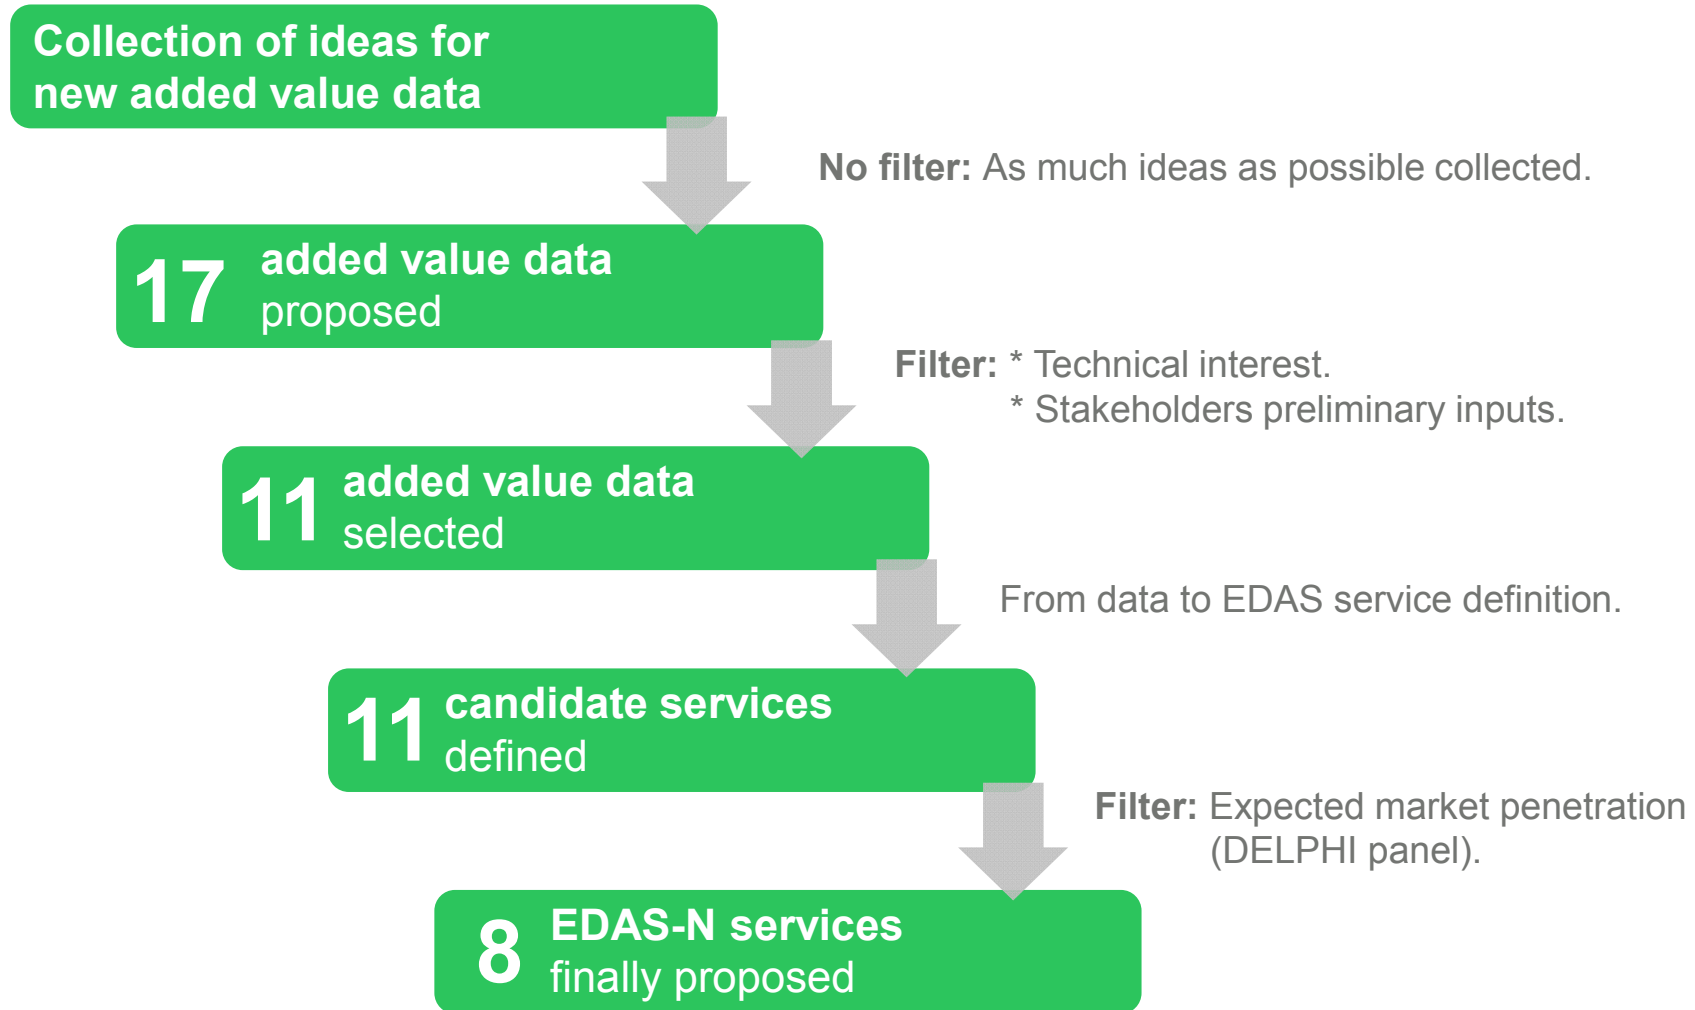 Collection of ideas for
new added value data
No filter: As much ideas as possible collected.
17 added value data
proposed
Filter: * Technical interest.
* Stakeholders preliminary inputs.
11 added value data
selected
From data to EDAS service definition.
11 candidate services
defined
Filter: Expected market penetration
(DELPHI panel).
8 EDAS-N services
finally proposed